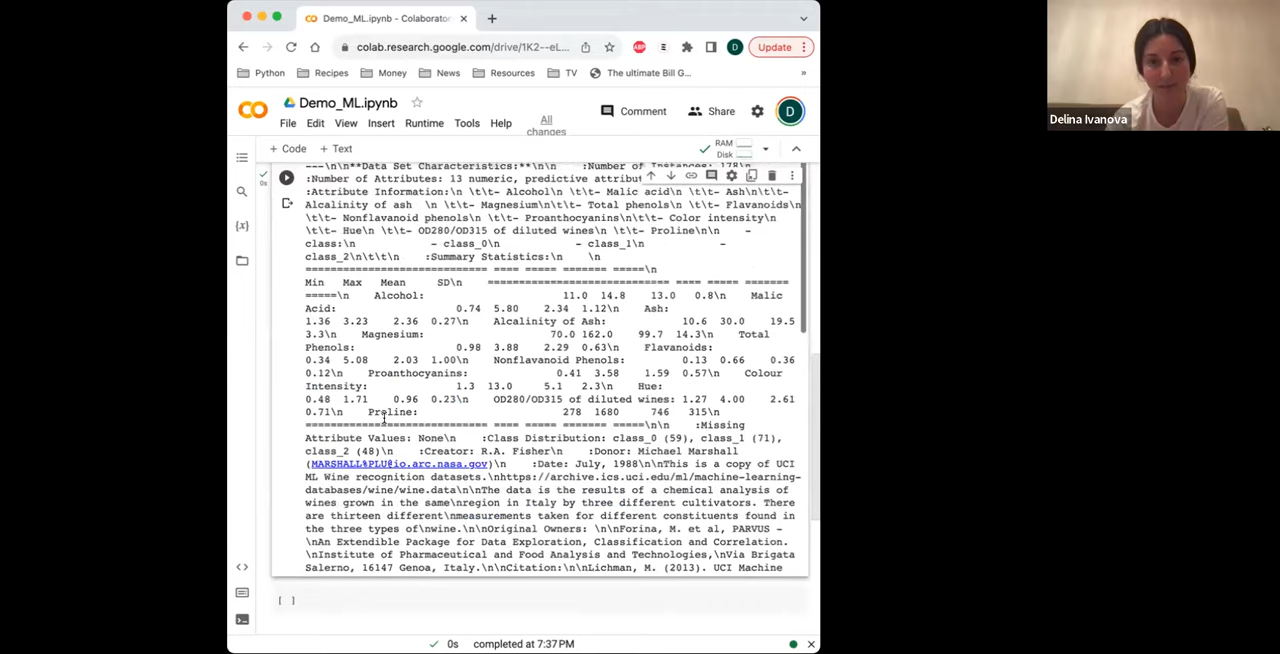 Demo_ML.ipynb - Colaborator
colab.research.google.com/drive/1K2--eL...
ABP
D
Update
Python
Recipes
Money
News
Resources
TV
The ultimate Bill G...
»
Demo_ML.ipynb
Comment
Share
D
File Edit View Insert Runtime Tools Help
All changes
+ Code + Text
RAM
Disk
0s
---\n\n**Data Set Characteristics:**\n\n :Number of Instances: 178\n
:Number of Attributes: 13 numeric, predictive attribut
:Attribute Information:\n \t\t- Alcohol\n \t\t- Malic acid\n \t\t- Ash\n\t\t-
Alcalinity of ash \n \t\t- Magnesium\n\t\t- Total phenols\n \t\t- Flavanoids\n
\t\t- Nonflavanoid phenols\n \t\t- Proanthocyanins\n\t\t- Color intensity\n
\t\t- Hue\n \t\t- OD280/OD315 of diluted wines\n \t\t- Proline\n\n -
class:\n - class_0\n - class_1\n -
class_2\n\t\t\n :Summary Statistics:\n \n
============================= ==== ===== ======= =====\n
Min Max Mean SD\n ============================= ==== ===== =======
=====\n Alcohol: 11.0 14.8 13.0 0.8\n Malic
Acid: 0.74 5.80 2.34 1.12\n Ash:
1.36 3.23 2.36 0.27\n Alcalinity of Ash: 10.6 30.0 19.5
3.3\n Magnesium: 70.0 162.0 99.7 14.3\n Total
Phenols: 0.98 3.88 2.29 0.63\n Flavanoids:
0.34 5.08 2.03 1.00\n Nonflavanoid Phenols: 0.13 0.66 0.36
0.12\n Proanthocyanins: 0.41 3.58 1.59 0.57\n Colour
Intensity: 1.3 13.0 5.1 2.3\n Hue:
0.48 1.71 0.96 0.23\n OD280/OD315 of diluted wines: 1.27 4.00 2.61
0.71\n Proline: 278 1680 746 315\n
============================= ==== ===== ======= =====\n\n :Missing
Attribute Values: None\n :Class Distribution: class_0 (59), class_1 (71),
class_2 (48)\n :Creator: R.A. Fisher\n :Donor: Michael Marshall
(MARSHALL%PLU@io.arc.nasa.gov)\n :Date: July, 1988\n\nThis is a copy of UCI
ML Wine recognition datasets.\nhttps://archive.ics.uci.edu/ml/machine-learning-
databases/wine/wine.data\n\nThe data is the results of a chemical analysis of
wines grown in the same\nregion in Italy by three different cultivators. There
are thirteen different\nmeasurements taken for different constituents found in
the three types of\nwine.\n\nOriginal Owners: \n\nForina, M. et al, PARVUS -
\nAn Extendible Package for Data Exploration, Classification and Correlation.
\nInstitute of Pharmaceutical and Food Analysis and Technologies,\nVia Brigata
Salerno, 16147 Genoa, Italy.\n\nCitation:\n\nLichman, M. (2013). UCI Machine
[ ]
0s completed at 7:37 PM
Delina Ivanova